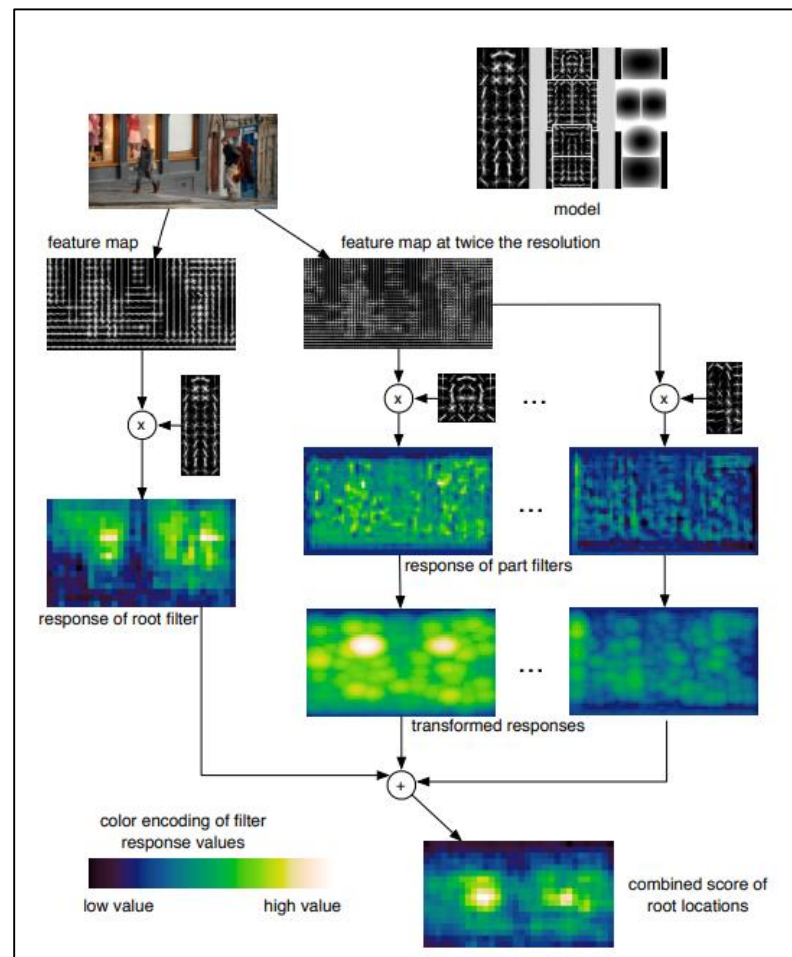 model
feature map
feature map at twice the resolution
x
x
...
x
...
response of part filters
response of root filter
...
transformed responses
+
color encoding of filter
response values
low value
high value
combined score of
root locations